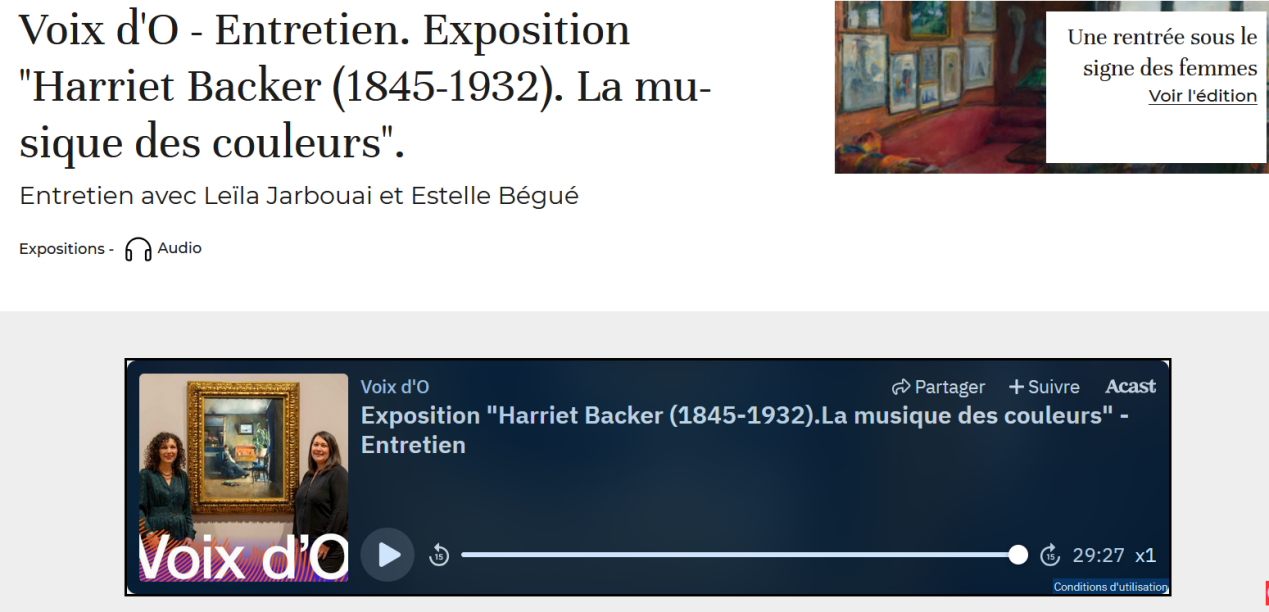 Voix d'O - Entretien. Exposition
"Harriet Backer (1845-1932). La mu-
sique des couleurs".
Entretien avec Leïla Jarbouai et Estelle Bégué
Expositions - Audio
Une rentrée sous le
signe des femmes
Voir l'édition
Voix d'O
Partager
Suivre
Acast
Exposition "Harriet Backer (1845-1932).La musique des couleurs" -
Entretien
Voix d'O
15
15
29:27
x1
Conditions d'utilisation